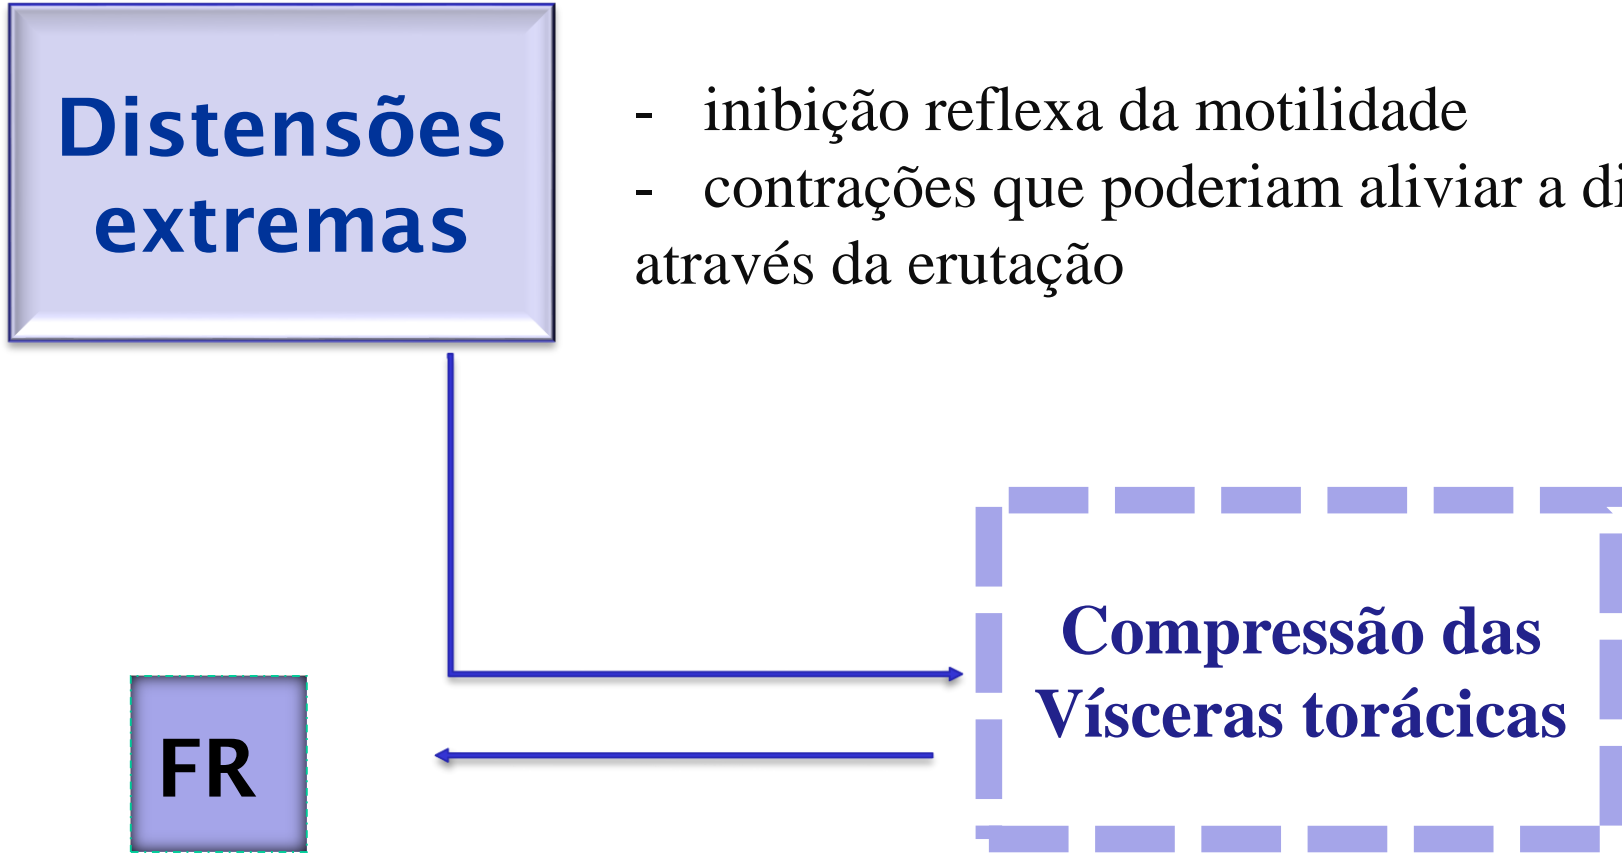 Distensões
extremas
- inibição reflexa da motilidade
- contrações que poderiam aliviar a
através da erutação
Compressão das
Vísceras torácicas
FR